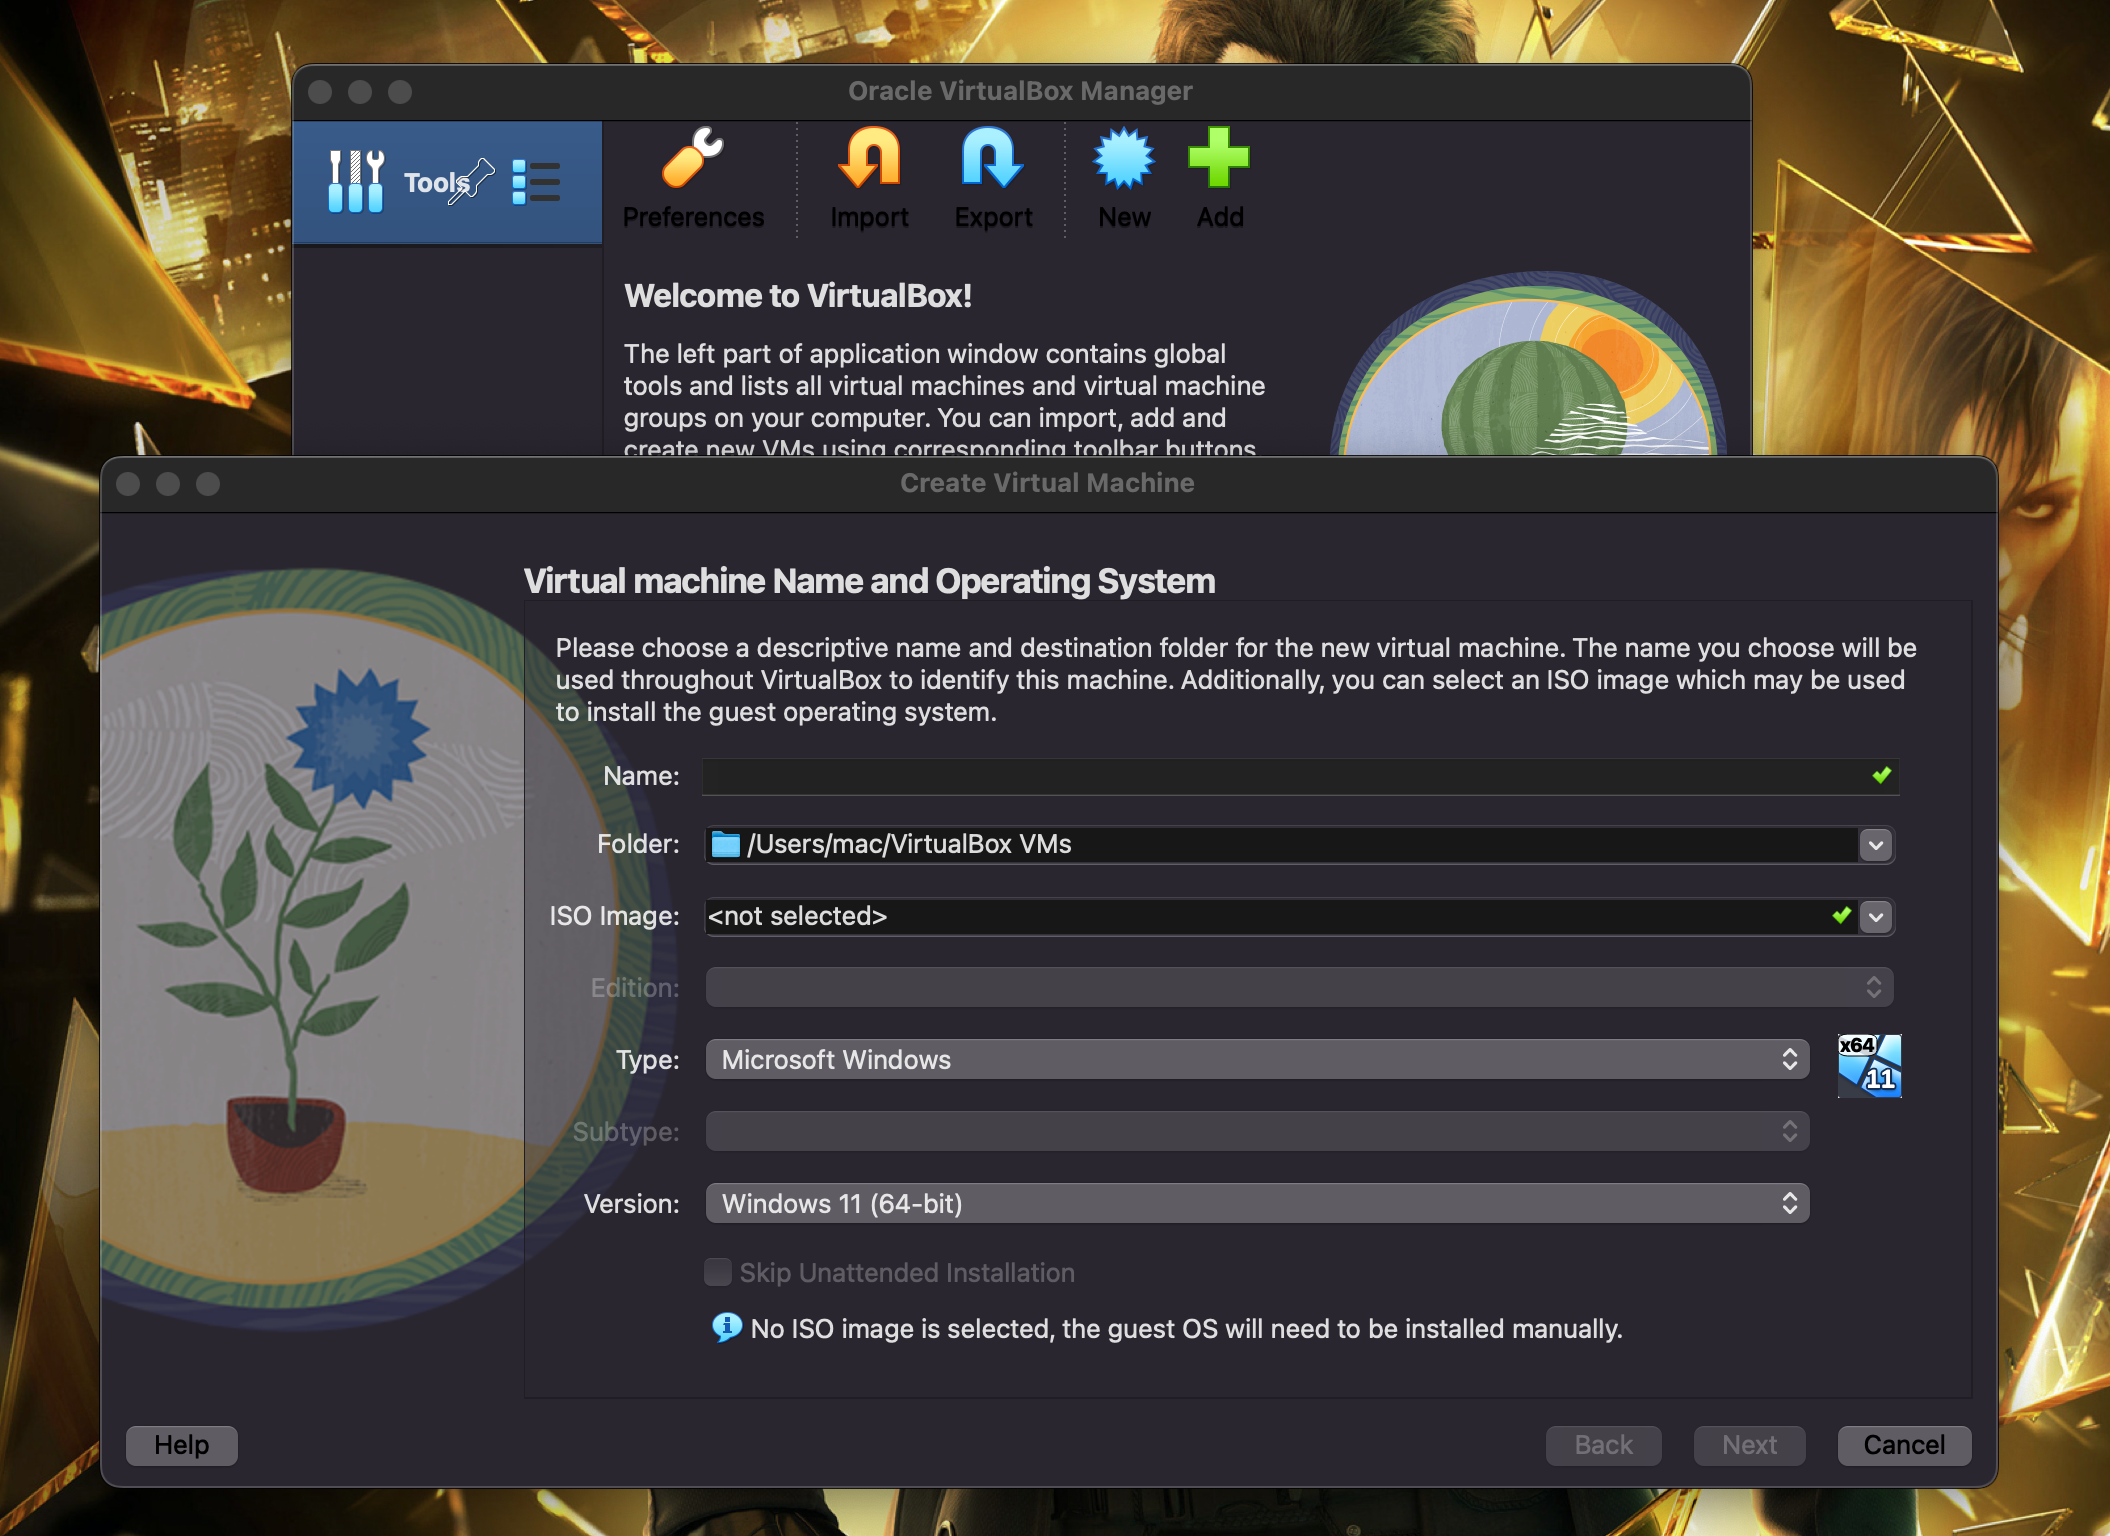 Oracle VirtualBox Manager
Tools
Preferences
Import
Export
New
Add
Welcome to VirtualBox!
The left part of application window contains global
tools and lists all virtual machines and virtual machine
groups on your computer. You can import, add and
create new VMs using corresponding toolbar buttons.
Create Virtual Machine
Virtual machine Name and Operating System
Please choose a descriptive name and destination folder for the new virtual machine. The name you choose will be
used throughout VirtualBox to identify this machine. Additionally, you can select an ISO image which may be used
to install the guest operating system.
Name:
Folder: /Users/mac/VirtualBox VMs
ISO Image: <not selected>
Edition:
Type: Microsoft Windows
x64
11
Subtype:
Version: Windows 11 (64-bit)
Skip Unattended Installation
No ISO image is selected, the guest OS will need to be installed manually.
Help
Back
Next
Cancel